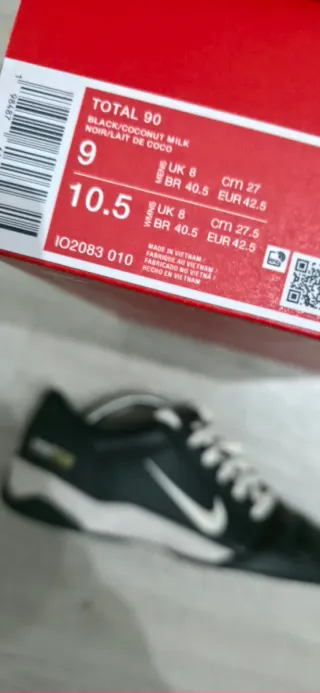 TOTAL 90
BLACK/COCONUT MILK
NOIR/LAIT DE COCO
9 MENS UK 8 cm 27
BR 40.5 EUR 42.5
10.5 WMNS UK 8 cm 27.5
BR 40.5 EUR 42.5
IO2083 010
MADE IN VIETNAM /
FABRIQUE AU VIETNAM /
FABRICADO NO VIETNÃ /
HECHO EN VIETNAM